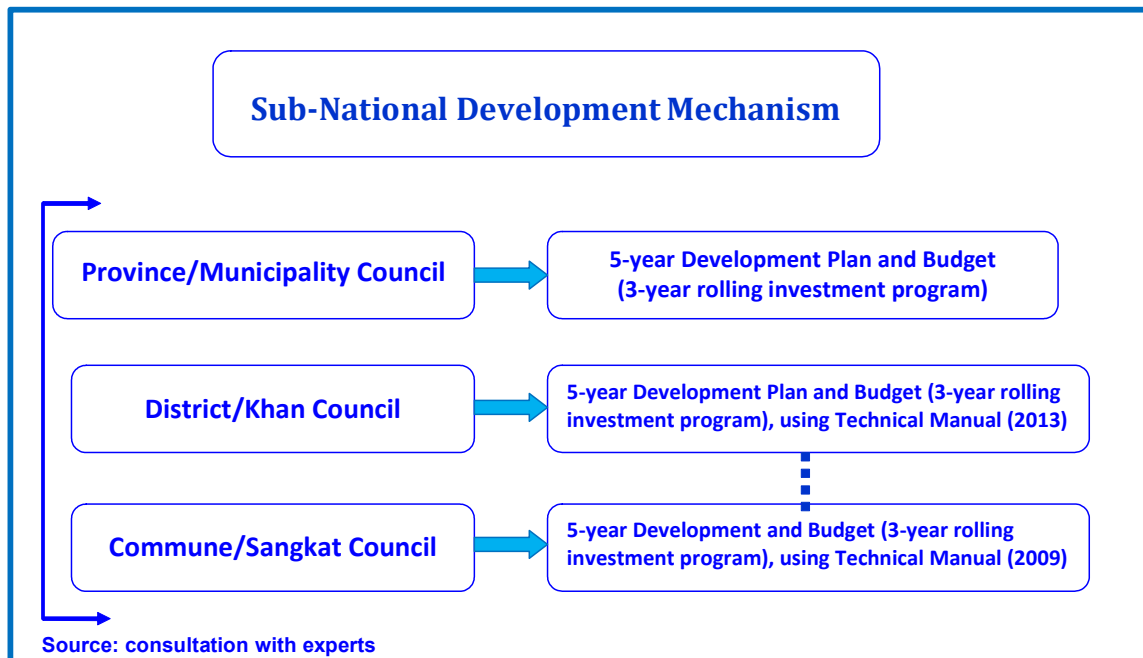 Sub-National Development Mechanism
Province/Municipality Council
5-year Development Plan and Budget
(3-year rolling investment program)
District/Khan Council
5-year Development Plan and Budget (3-year rolling
investment program), using Technical Manual (2013)
Commune/Sangkat Council
5-year Development and Budget (3-year rolling
investment program), using Technical Manual (2009)
Source: consultation with experts